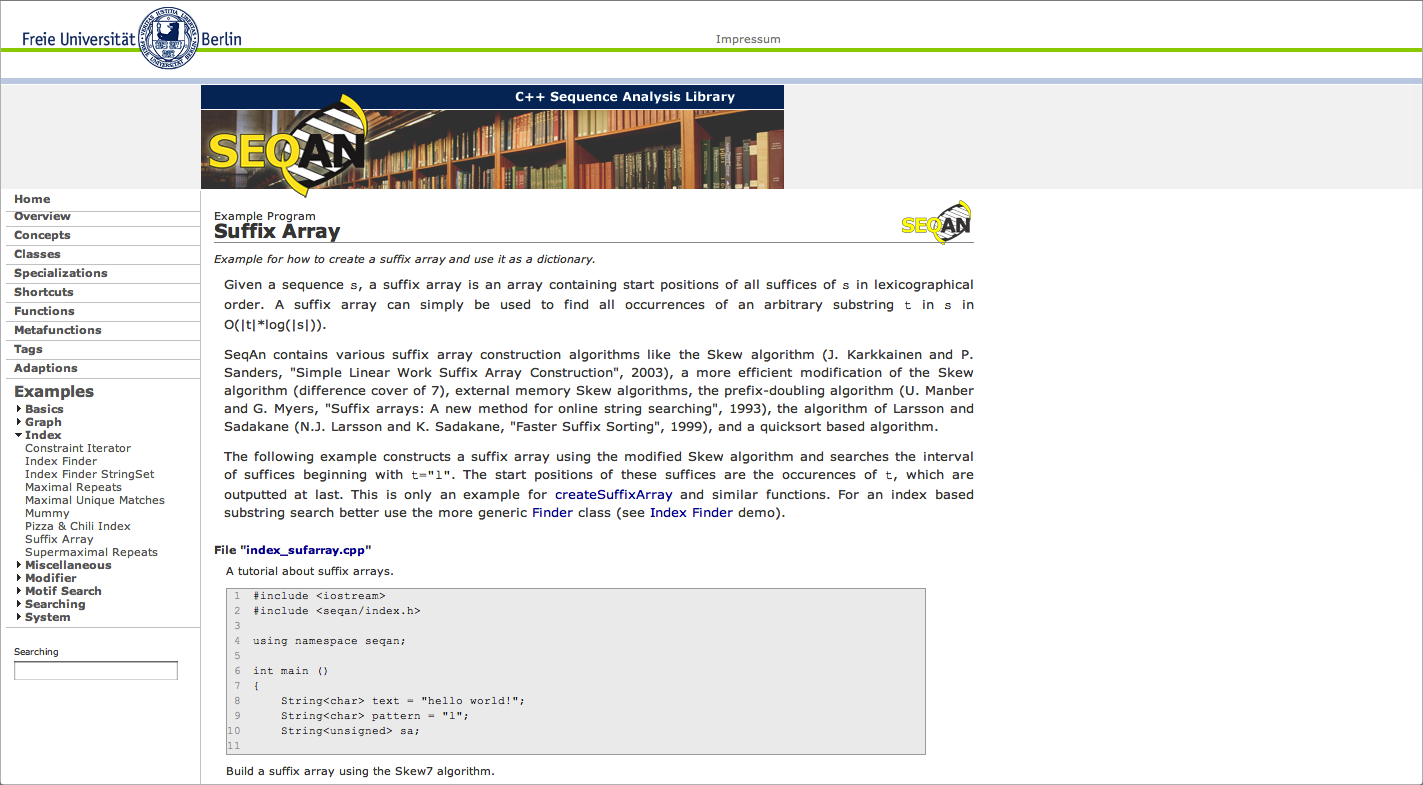 Freie Universität Berlin
Impressum
C++ Sequence Analysis Library
SEQAN
Home
Overview
Concepts
Classes
Specializations
Shortcuts
Functions
Metafunctions
Tags
Adaptions
Examples
Basics
Graph
Index
Constraint Iterator
Index Finder
Index Finder StringSet
Maximal Repeats
Maximal Unique Matches
Mummy
Pizza & Chili Index
Suffix Array
Supermaximal Repeats
Miscellaneous
Modifier
Motif Search
Searching
System
Searching
Example Program
Suffix Array
SEQAN
Example for how to create a suffix array and use it as a dictionary.
Given a sequence s, a suffix array is an array containing start positions of all suffices of s in lexicographical
order. A suffix array can simply be used to find all occurrences of an arbitrary substring t in s in
O(|t|*log(|s|)).
SeqAn contains various suffix array construction algorithms like the Skew algorithm (J. Karkkainen and P.
Sanders, "Simple Linear Work Suffix Array Construction", 2003), a more efficient modification of the Skew
algorithm (difference cover of 7), external memory Skew algorithms, the prefix-doubling algorithm (U. Manber
and G. Myers, "Suffix arrays: A new method for online string searching", 1993), the algorithm of Larsson and
Sadakane (N.J. Larsson and K. Sadakane, "Faster Suffix Sorting", 1999), and a quicksort based algorithm.
The following example constructs a suffix array using the modified Skew algorithm and searches the interval
of suffices beginning with t="l". The start positions of these suffices are the occurences of t, which are
outputted at last. This is only an example for createSuffixArray and similar functions. For an index based
substring search better use the more generic Finder class (see Index Finder demo).
File "index_sufarray.cpp"
A tutorial about suffix arrays.
1 #include <iostream>
2 #include <seqan/index.h>
3
4 using namespace seqan;
5
6 int main ()
7 {
8 String<char> text = "hello world!";
9 String<char> pattern = "l";
10 String<unsigned> sa;
11
Build a suffix array using the Skew7 algorithm.